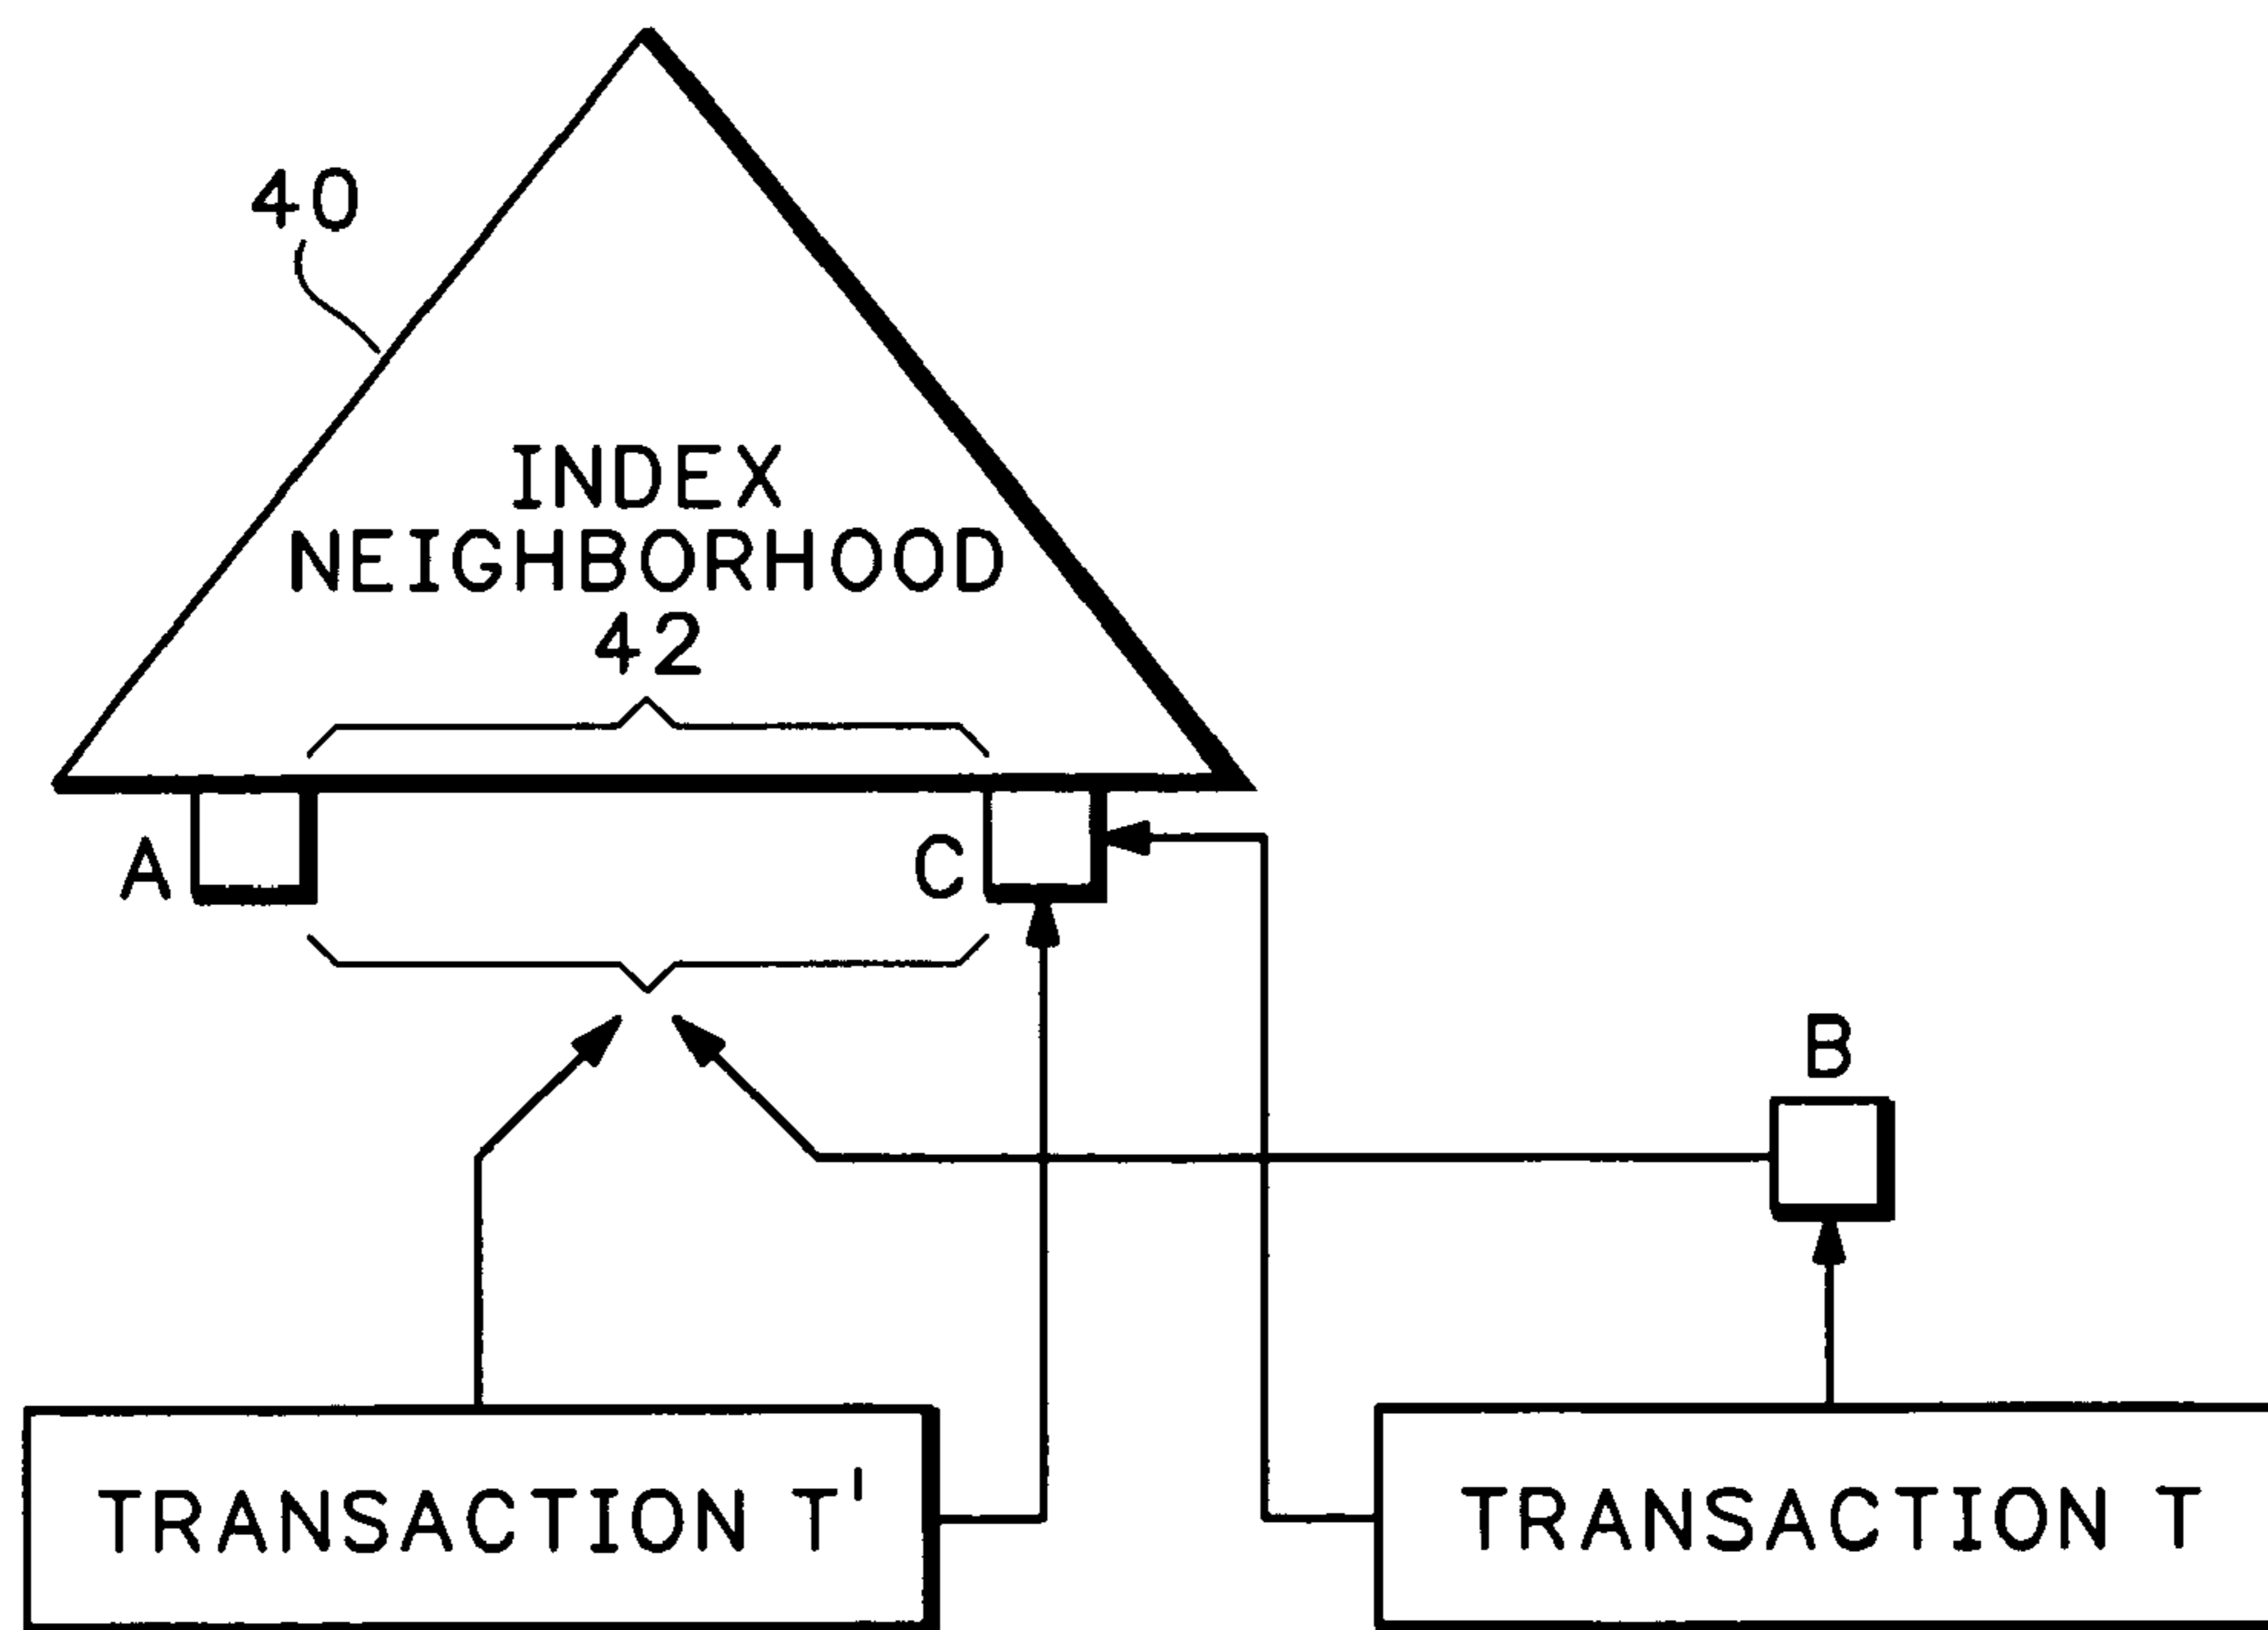 40
INDEX
NEIGHBORHOOD
42
A
C
B
TRANSACTION T'
TRANSACTION T